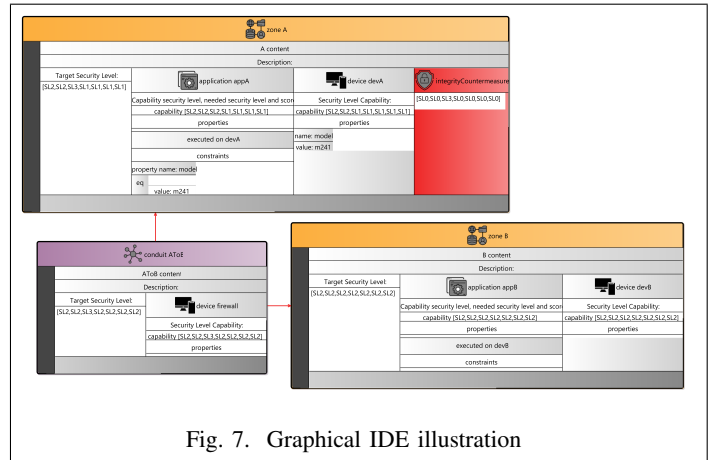 zone A
A content
Description:
Target Security Level:
[SL2,SL2,SL3,SL1,SL1,SL1,SL1]
application appA
Capability security level, needed security level and scor
capability [SL2,SL2,SL2,SL1,SL1,SL1,SL1]
properties
executed on devA
constraints
property name: model
eq
value: m241
device devA
Security Level Capability:
capability [SL2,SL2,SL1,SL1,SL1,SL1,SL1]
properties
name: model
value: m241
integrityCountermeasure
[SL0,SL0,SL3,SL0,SL0,SL0,SL0]
conduit AToB
AToB content
Description:
Target Security Level:
[SL2,SL2,SL3,SL2,SL2,SL2,SL2]
device firewall
Security Level Capability:
capability [SL2,SL2,SL3,SL2,SL2,SL2,SL2]
properties
zone B
B content
Description:
Target Security Level:
[SL2,SL2,SL2,SL2,SL2,SL2,SL2]
application appB
Capability security level, needed security level and scor
capability [SL2,SL2,SL2,SL2,SL2,SL2,SL2]
properties
executed on devB
constraints
device devB
Security Level Capability:
capability [SL2,SL2,SL2,SL2,SL2,SL2,SL2]
properties
Fig. 7. Graphical IDE illustration